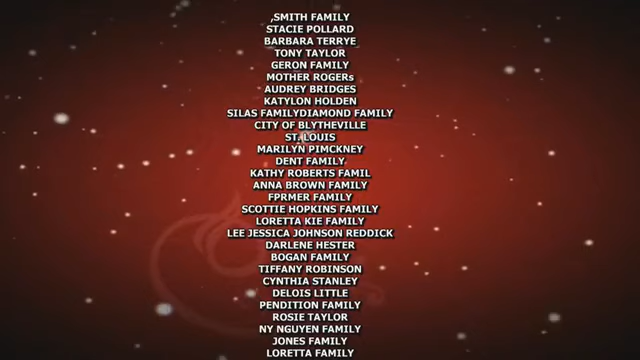 ,SMITH FAMILY
STACIE POLLARD
BARBARA TERRYE
TONY TAYLOR
GERON FAMILY
MOTHER ROGERs
AUDREY BRIDGES
KATYLON HOLDEN
SILAS FAMILYDIAMOND FAMILY
CITY OF BLYTHEVILLE
ST. LOUIS
MARILYN PIMCKNEY
DENT FAMILY
KATHY ROBERTS FAMIL
ANNA BROWN FAMILY
FPRMER FAMILY
SCOTTIE HOPKINS FAMILY
LORETTA KIE FAMILY
LEE JESSICA JOHNSON REDDICK
DARLENE HESTER
BOGAN FAMILY
TIFFANY ROBINSON
CYNTHIA STANLEY
DELOIS LITTLE
PENDITION FAMILY
ROSIE TAYLOR
NY NGUYEN FAMILY
JONES FAMILY
LORETTA FAMILY